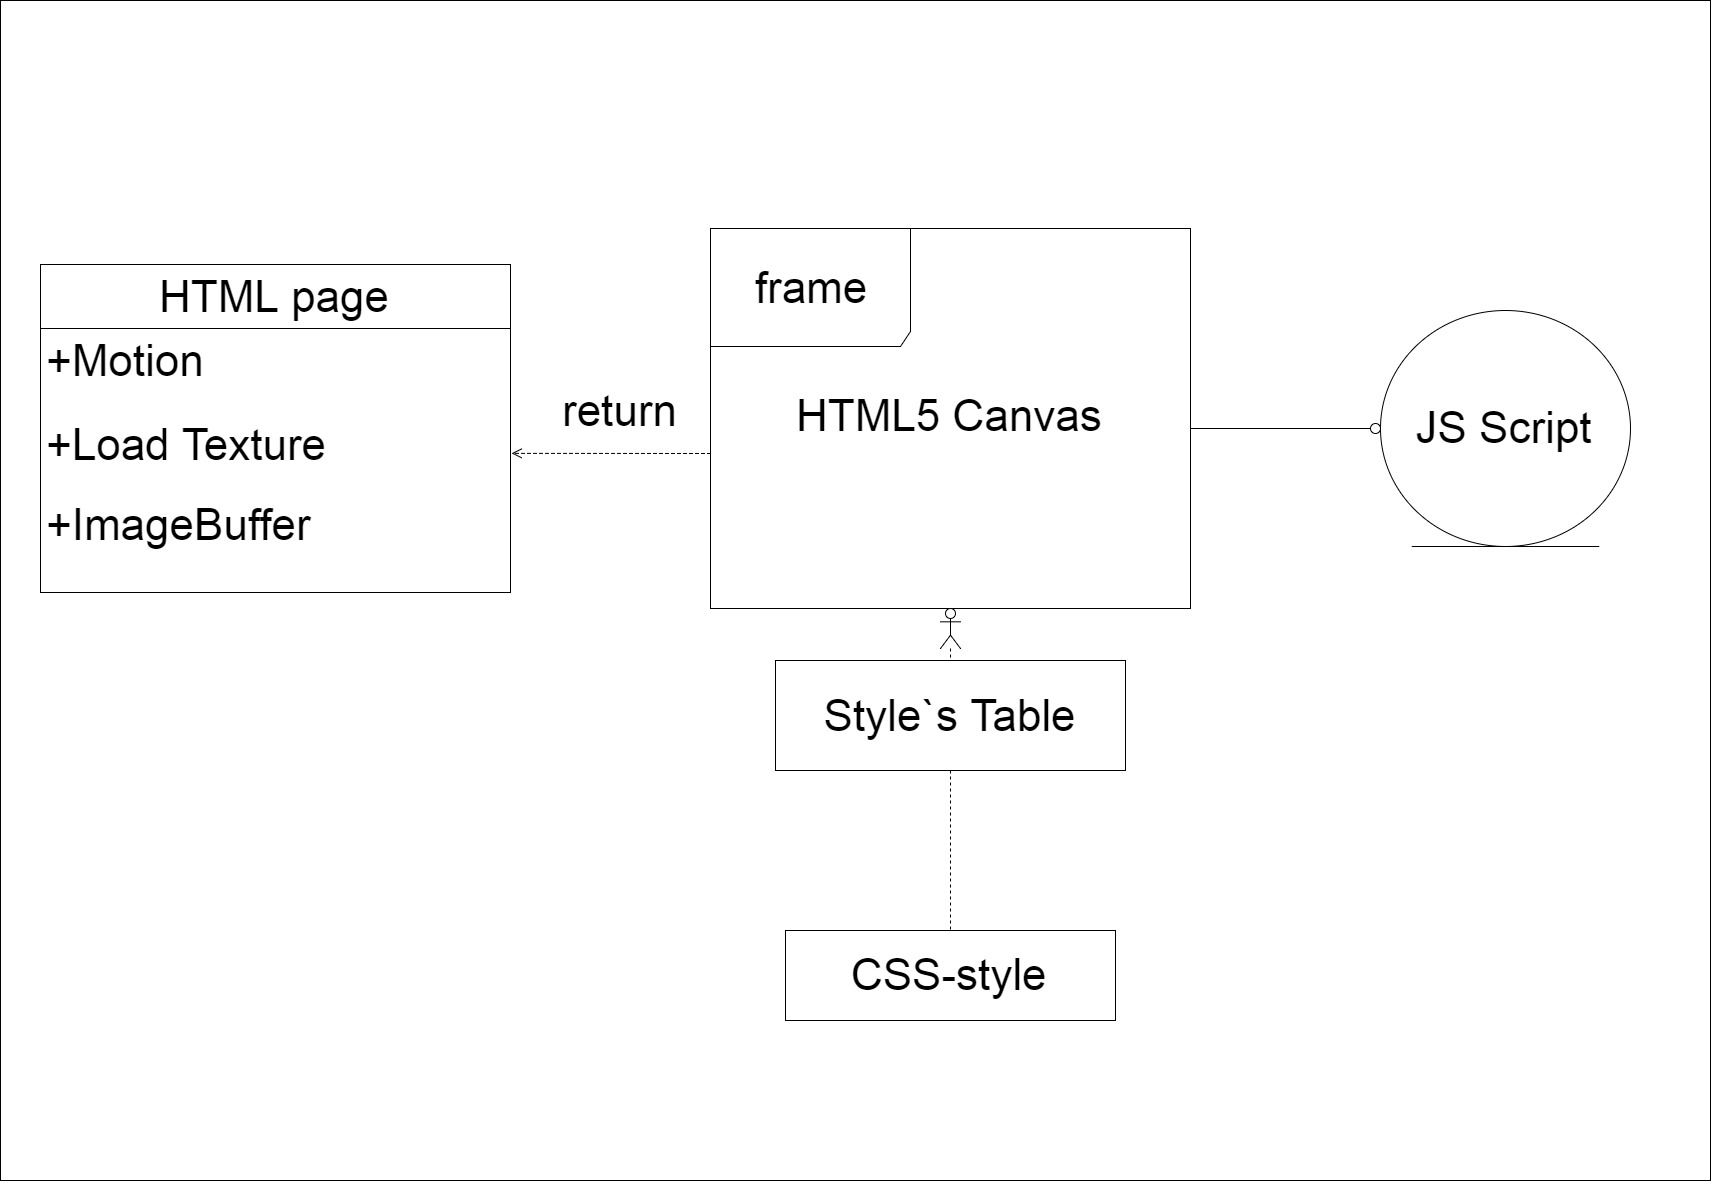 HTML page
+Motion
+Load Texture
+ImageBuffer
return
frame
HTML5 Canvas
JS Script
Style`s Table
CSS-style